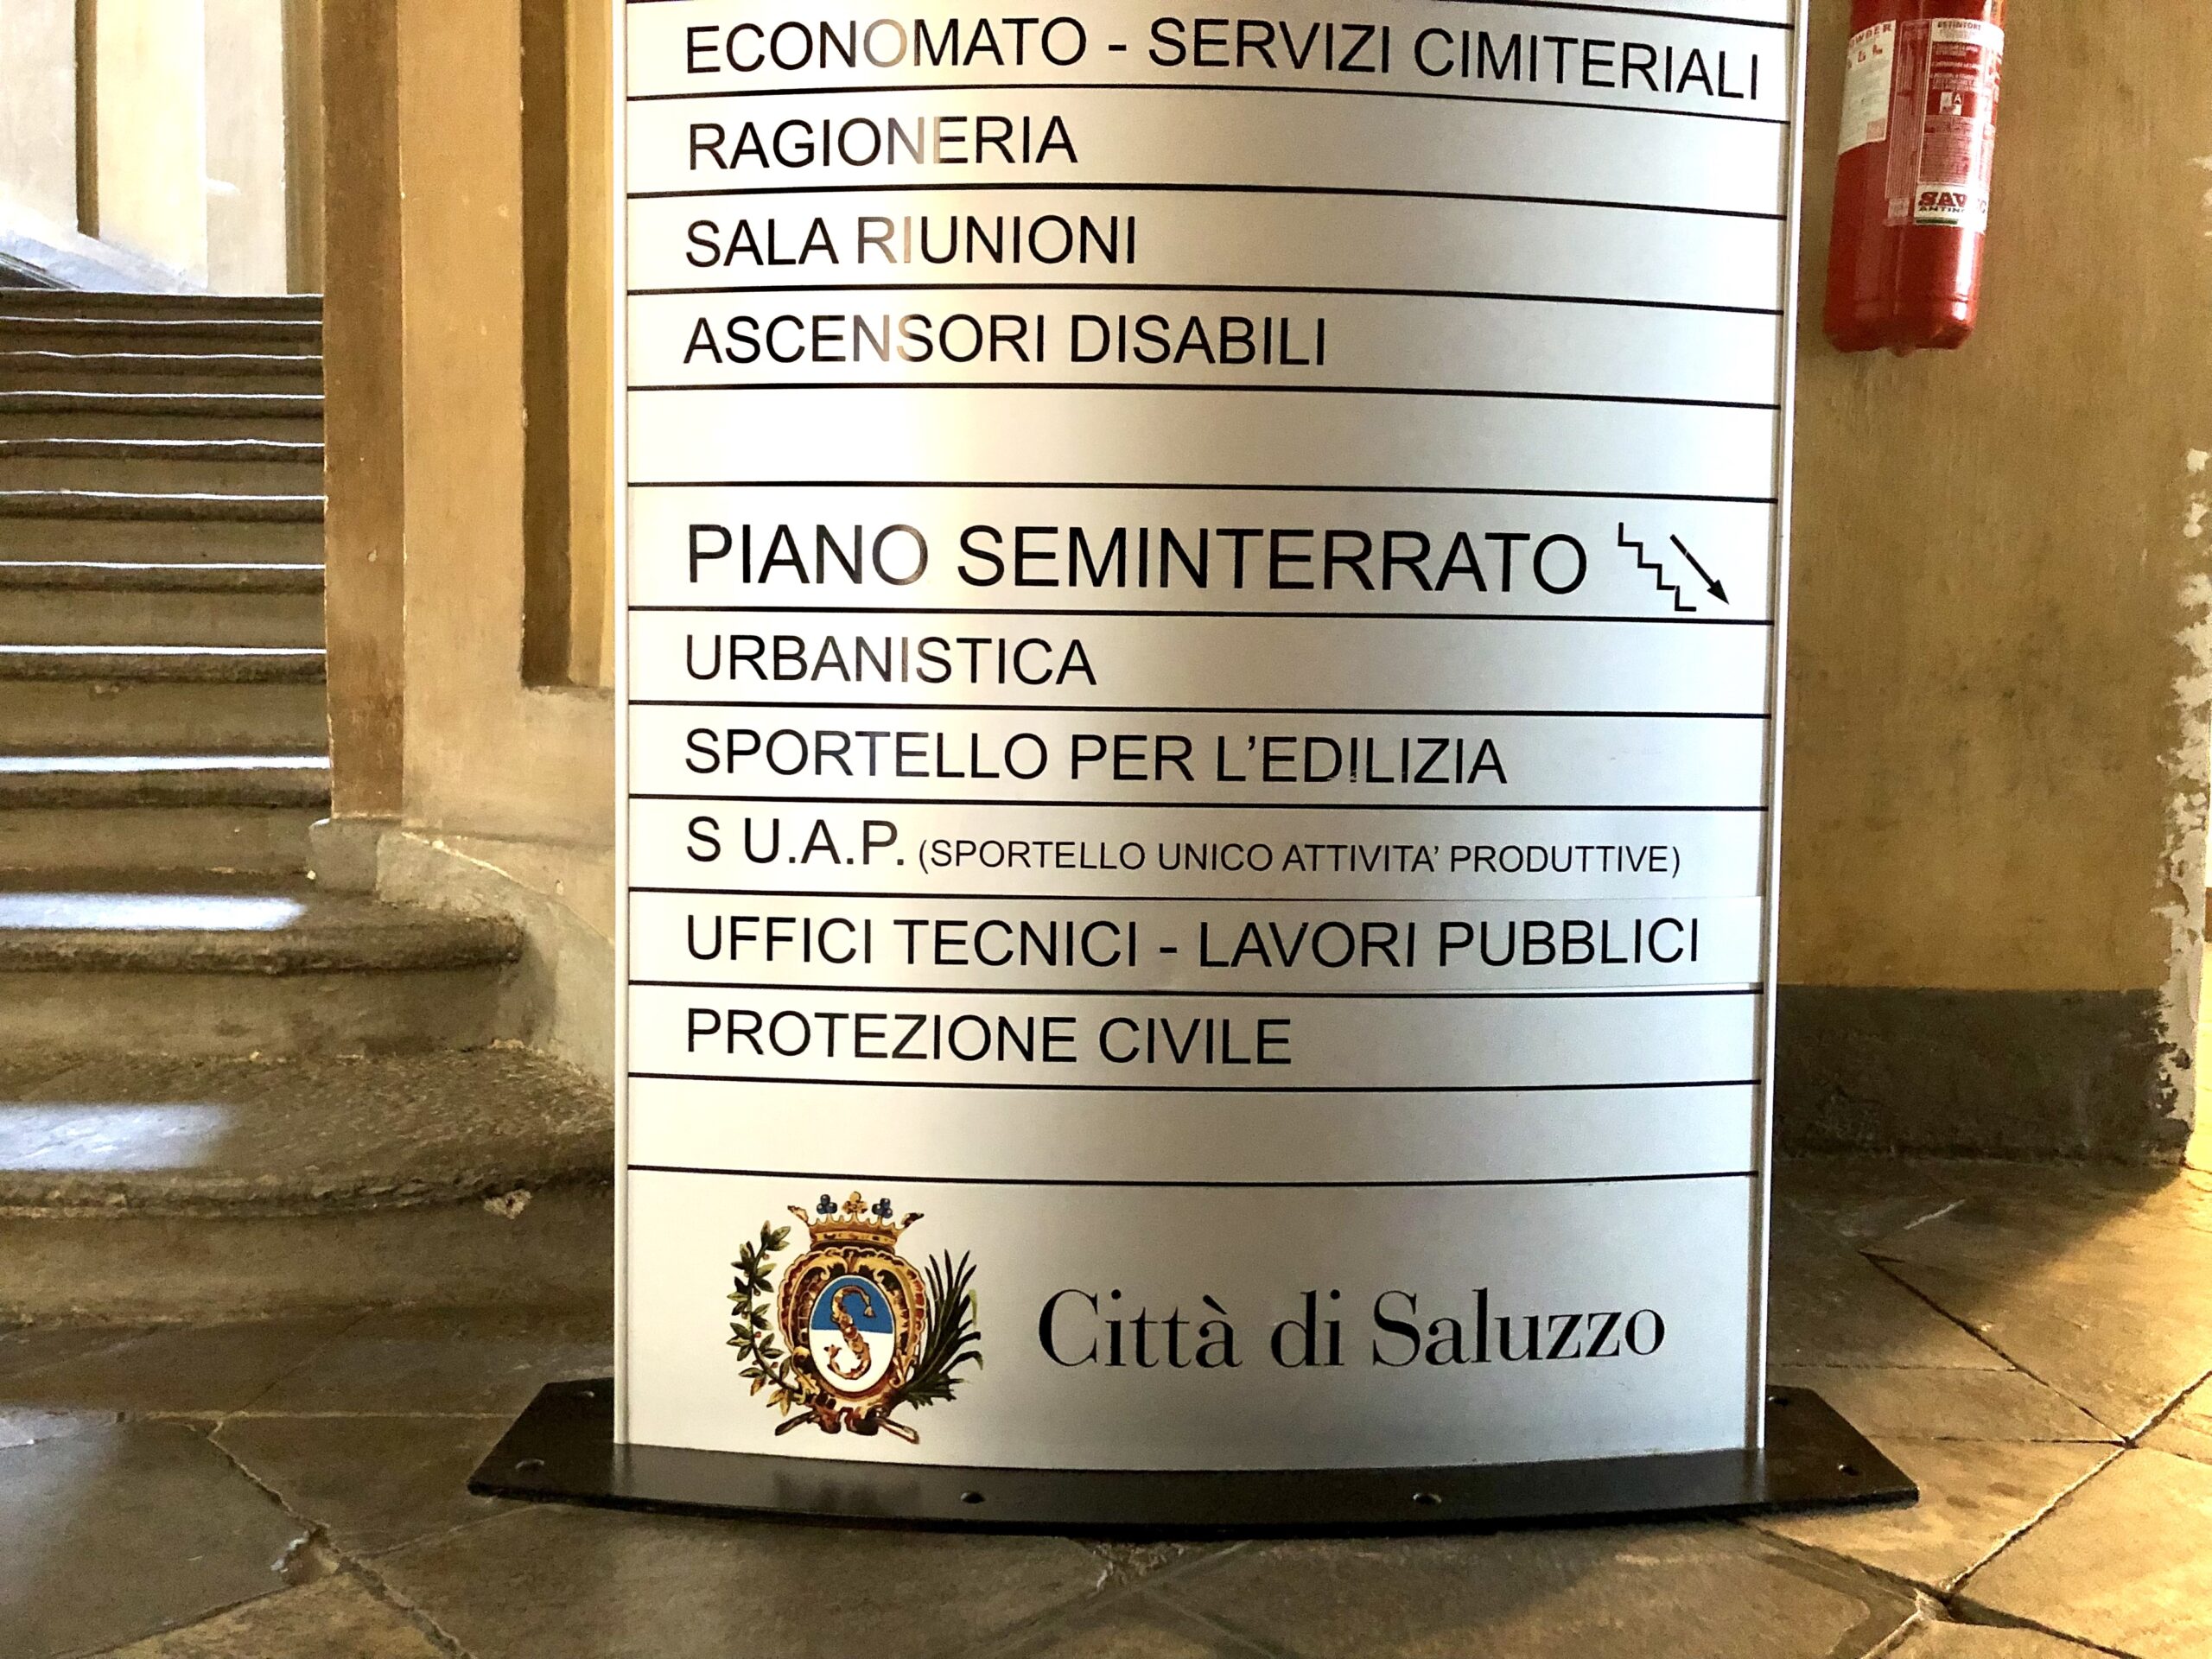 ECONOMATO - SERVIZI CIMITERIALI
RAGIONERIA
SALA RIUNIONI
ASCENSORI DISABILI
PIANO SEMINTERRATO
URBANISTICA
SPORTELLO PER L'EDILIZIA
S U.A.P. (SPORTELLO UNICO ATTIVITA' PRODUTTIVE)
UFFICI TECNICI - LAVORI PUBBLICI
PROTEZIONE CIVILE
Città di Saluzzo
ESTINTORE